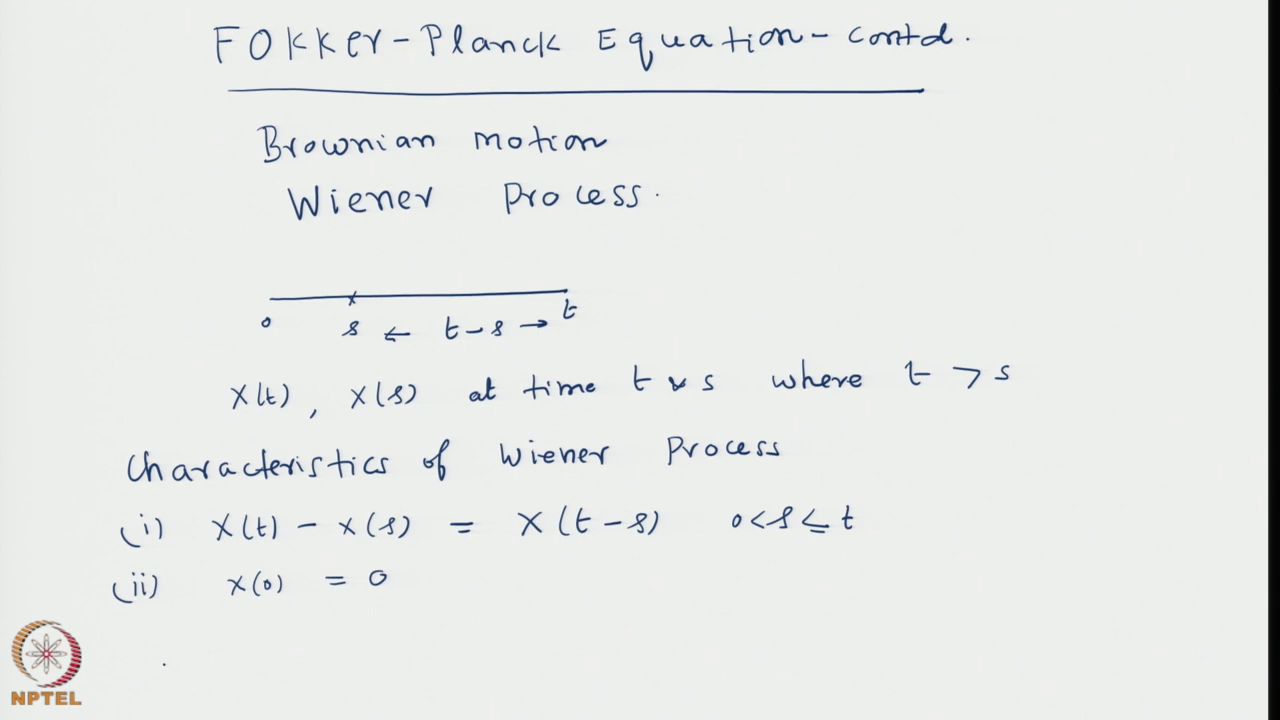 FOKKer-Planck Equation- contd.
Brownian motion
Wiener Process.
0 s ← t-s → t
X(t), X(s) at time t & s where t > s
Characteristics of Wiener Process
(i) X(t) - X(s) = X(t-s) 0<s≤t
(ii) X(0) = 0
NPTEL